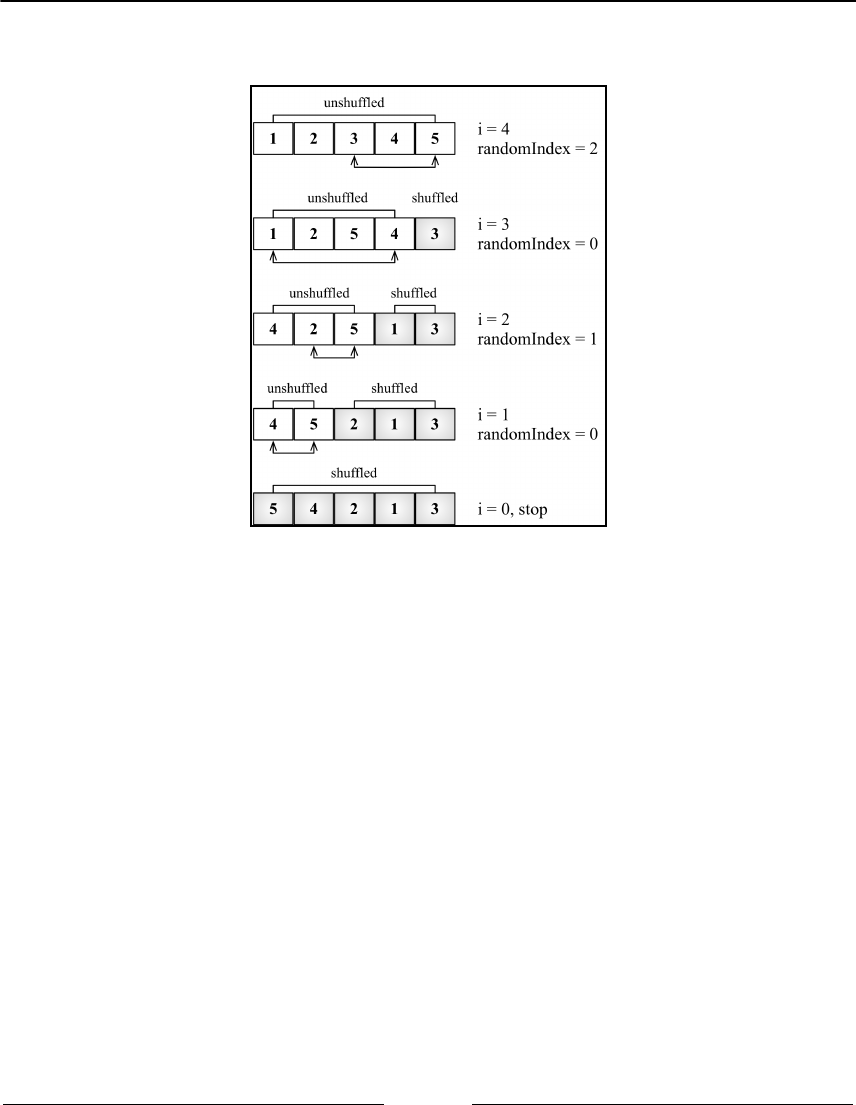 unshuffled
1 2 3 4 5
i = 4
randomIndex = 2
unshuffled shuffled
1 2 5 4 3
i = 3
randomIndex = 0
unshuffled shuffled
4 2 5 1 3
i = 2
randomIndex = 1
unshuffled shuffled
4 5 2 1 3
i = 1
randomIndex = 0
shuffled
5 4 2 1 3
i = 0, stop